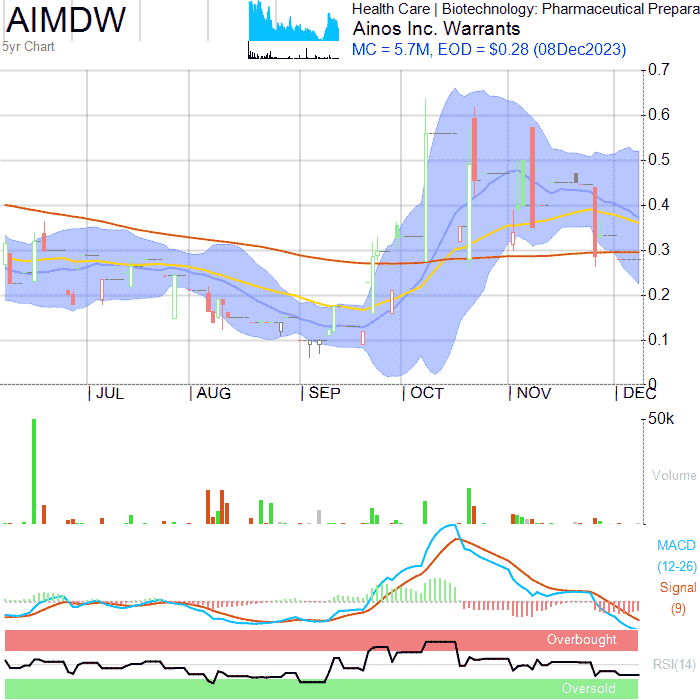 AIMDW
5yr Chart
Health Care | Biotechnology: Pharmaceutical Prepara
Ainos Inc. Warrants
MC = 5.7M, EOD = $0.28 (08Dec2023)
0.7
0.6
0.5
0.4
0.3
0.2
0.1
0
JUL
AUG
SEP
OCT
NOV
DEC
50k
Volume
MACD
(12-26)
Signal
(9)
Overbought
RSI(14)
Oversold